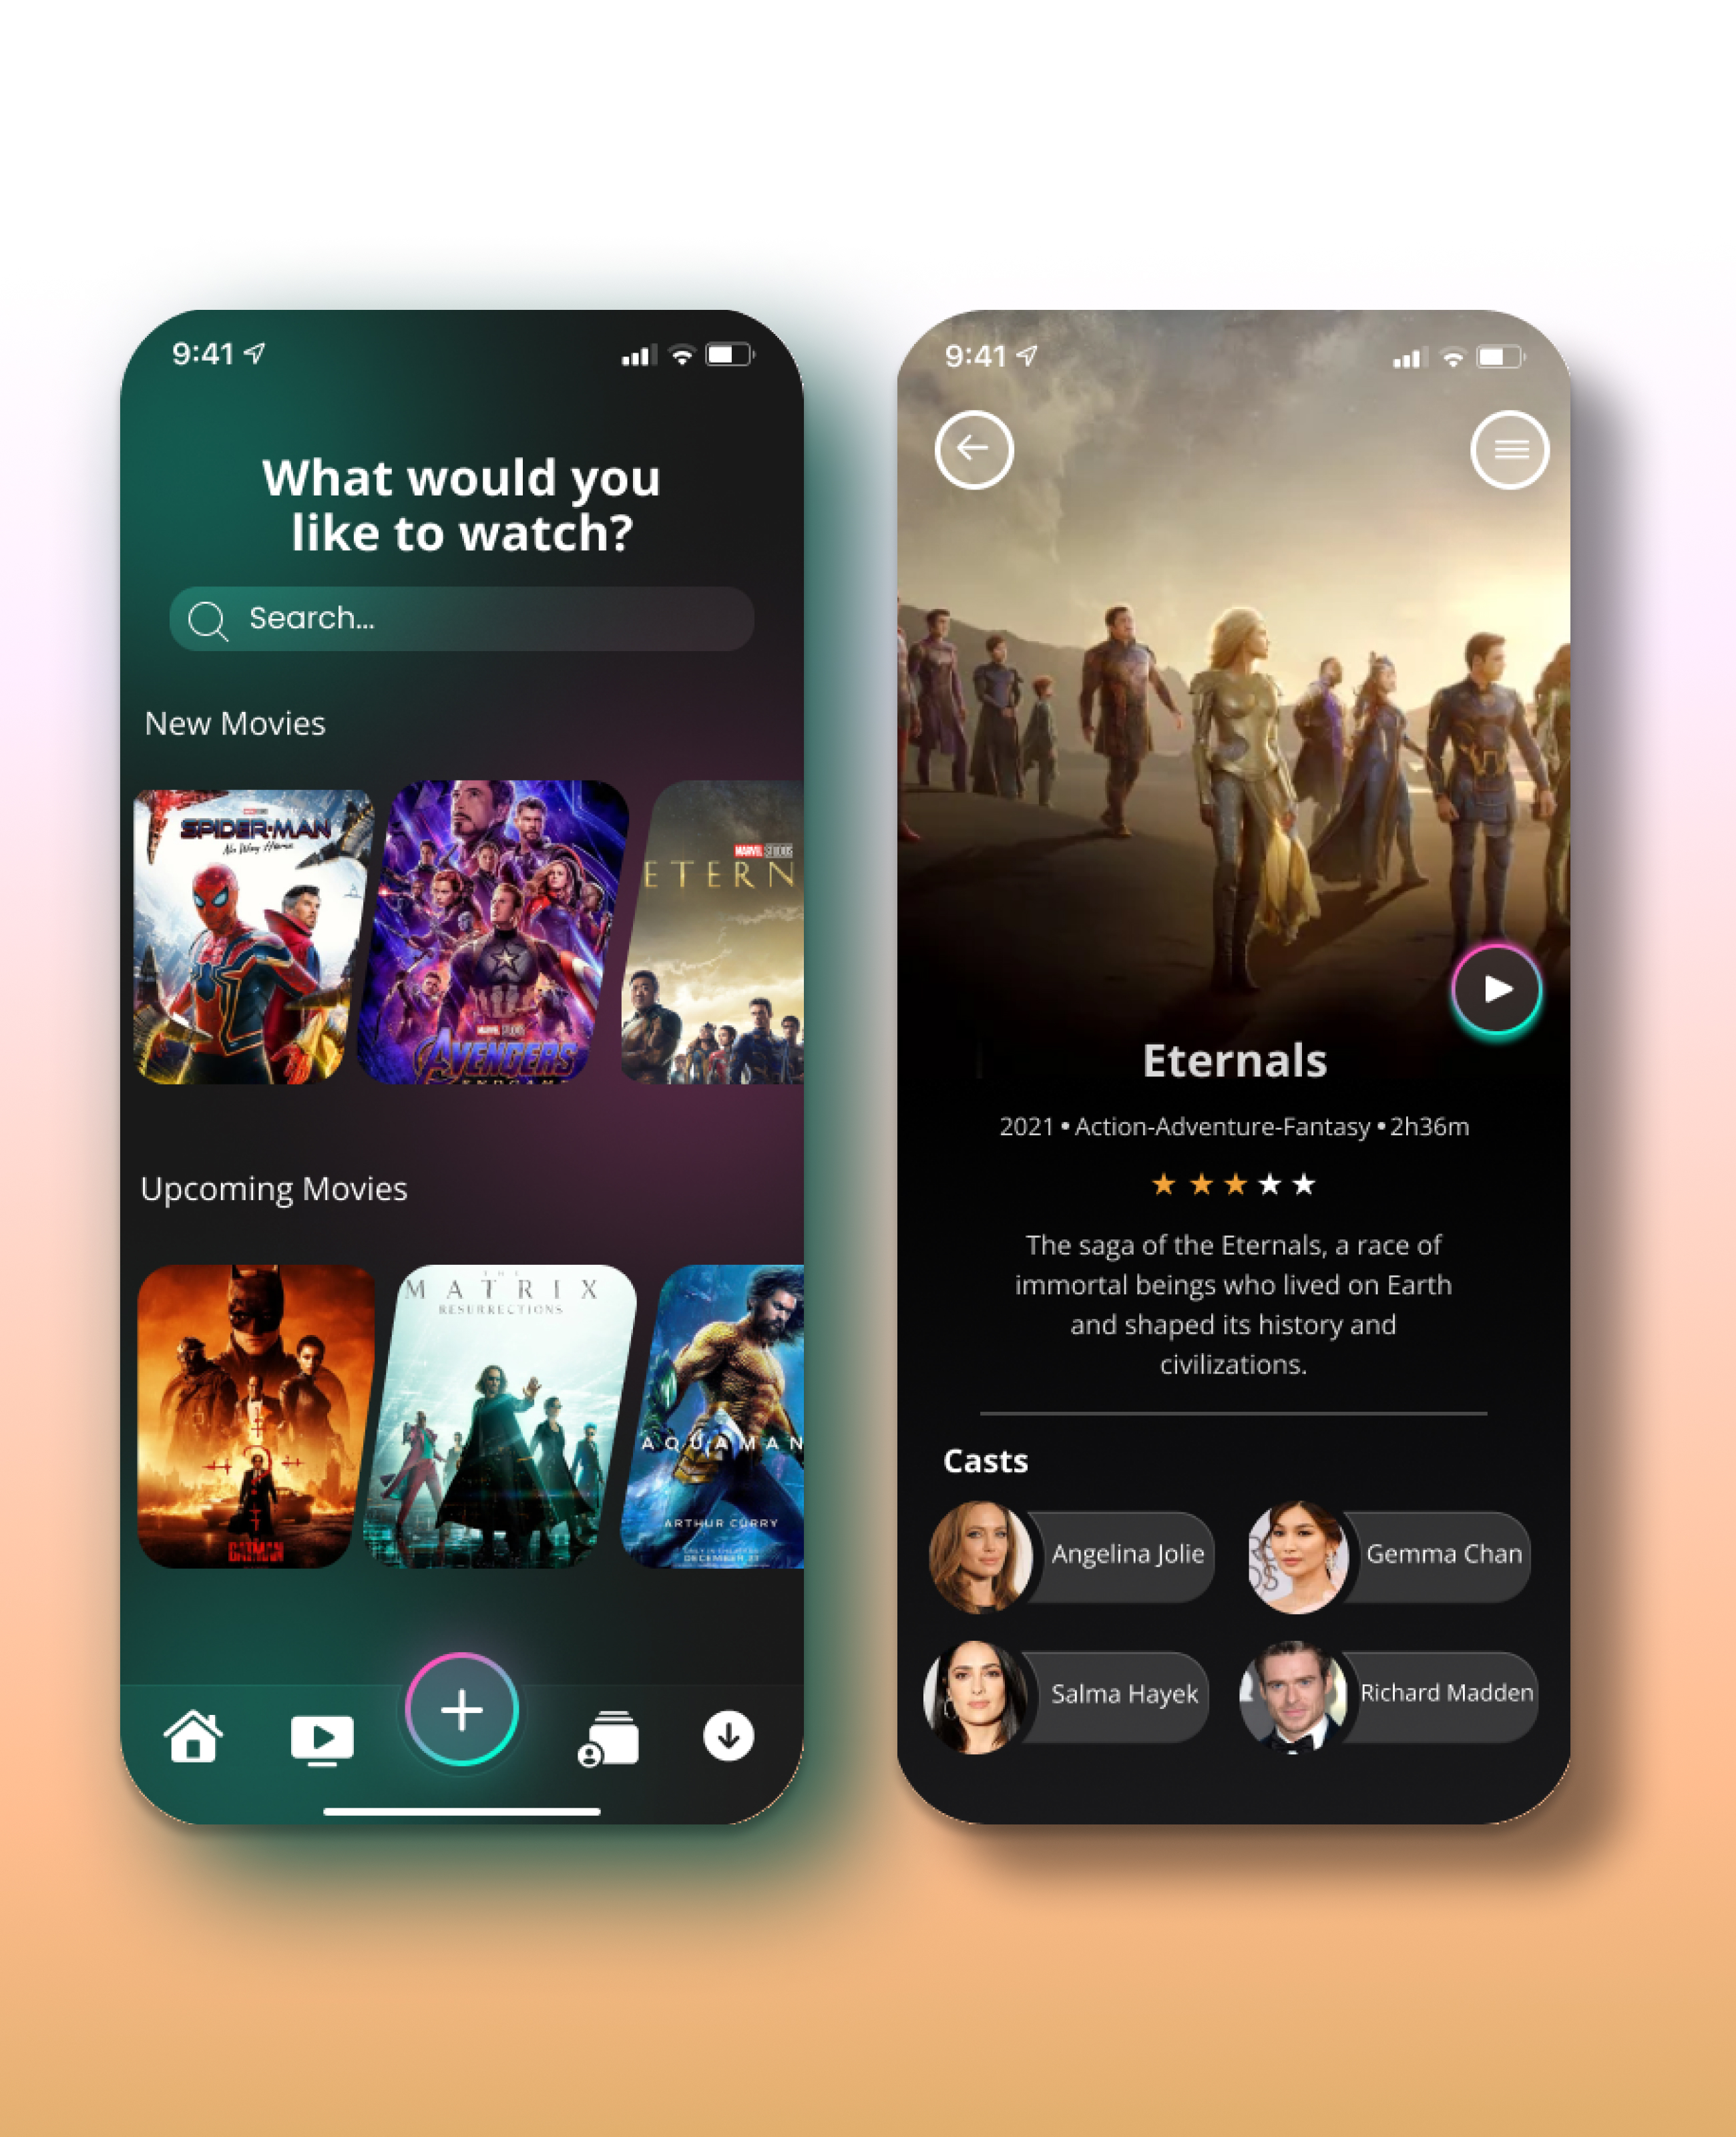 9:41
What would you
like to watch?
Search...
New Movies
SPIDER-MAN
No Way Home
MARVEL STUDIOS
AVENGERS
ENDGAME
MARVEL STUDIOS
ETERN
Upcoming Movies
BATMAN
THE
MATRIX
RESURRECTIONS
AQUAMAN
ARTHUR CURRY
ONLY IN THEATERS
DECEMBER 21
9:41
Eternals
2021 • Action-Adventure-Fantasy • 2h36m
The saga of the Eternals, a race of
immortal beings who lived on Earth
and shaped its history and
civilizations.
Casts
Angelina Jolie
Gemma Chan
Salma Hayek
Richard Madden